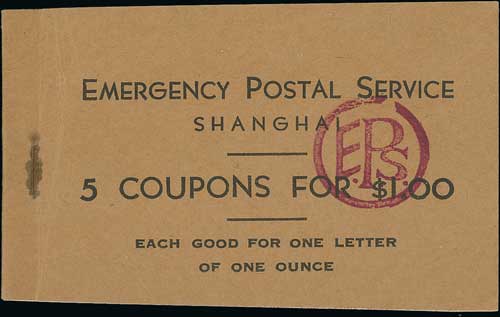 EMERGENCY POSTAL SERVICE
SHANGHAI
5 COUPONS FOR $1.00
EPS
EACH GOOD FOR ONE LETTER
OF ONE OUNCE